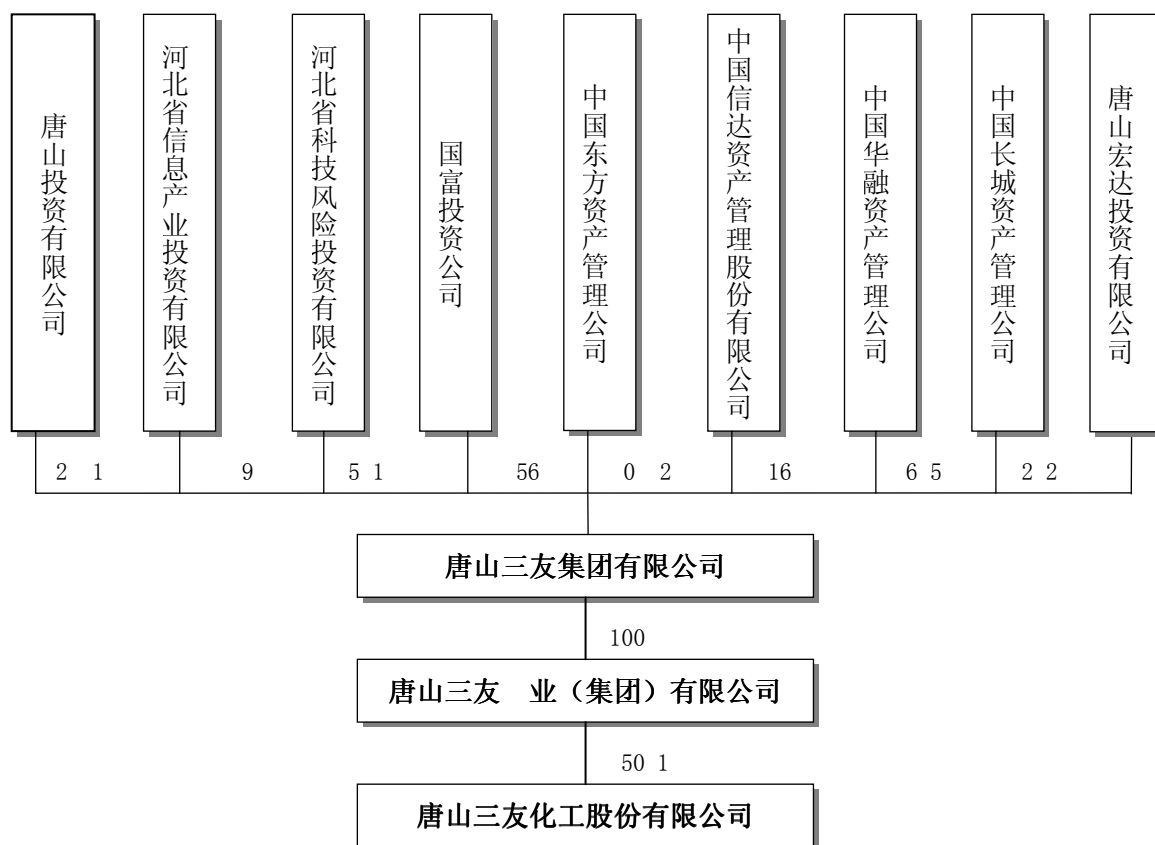 唐山投资有限公司
河北省信息产业投资有限公司
河北省科技风险投资有限公司
国富投资公司
中国东方资产管理公司
中国信达资产管理股份有限公司
中国华融资产管理公司
中国长城资产管理公司
唐山宏达投资有限公司
2 1
9
5 1
56
0 2
16
6 5
2 2
唐山三友集团有限公司
100
唐山三友 业（集团）有限公司
50 1
唐山三友化工股份有限公司